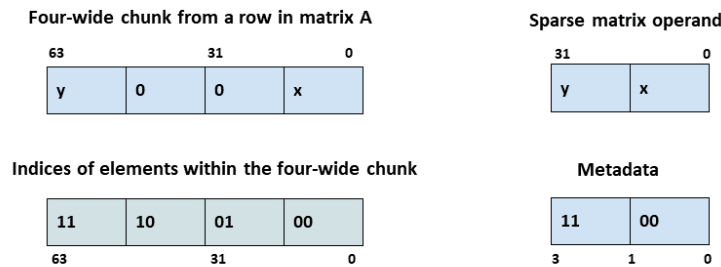 Four-wide chunk from a row in matrix A
63 31 0
y 0 0 x
Indices of elements within the four-wide chunk
11 10 01 00
63 31 0
Sparse matrix operand
31 0
y x
Metadata
11 00
3 1 0